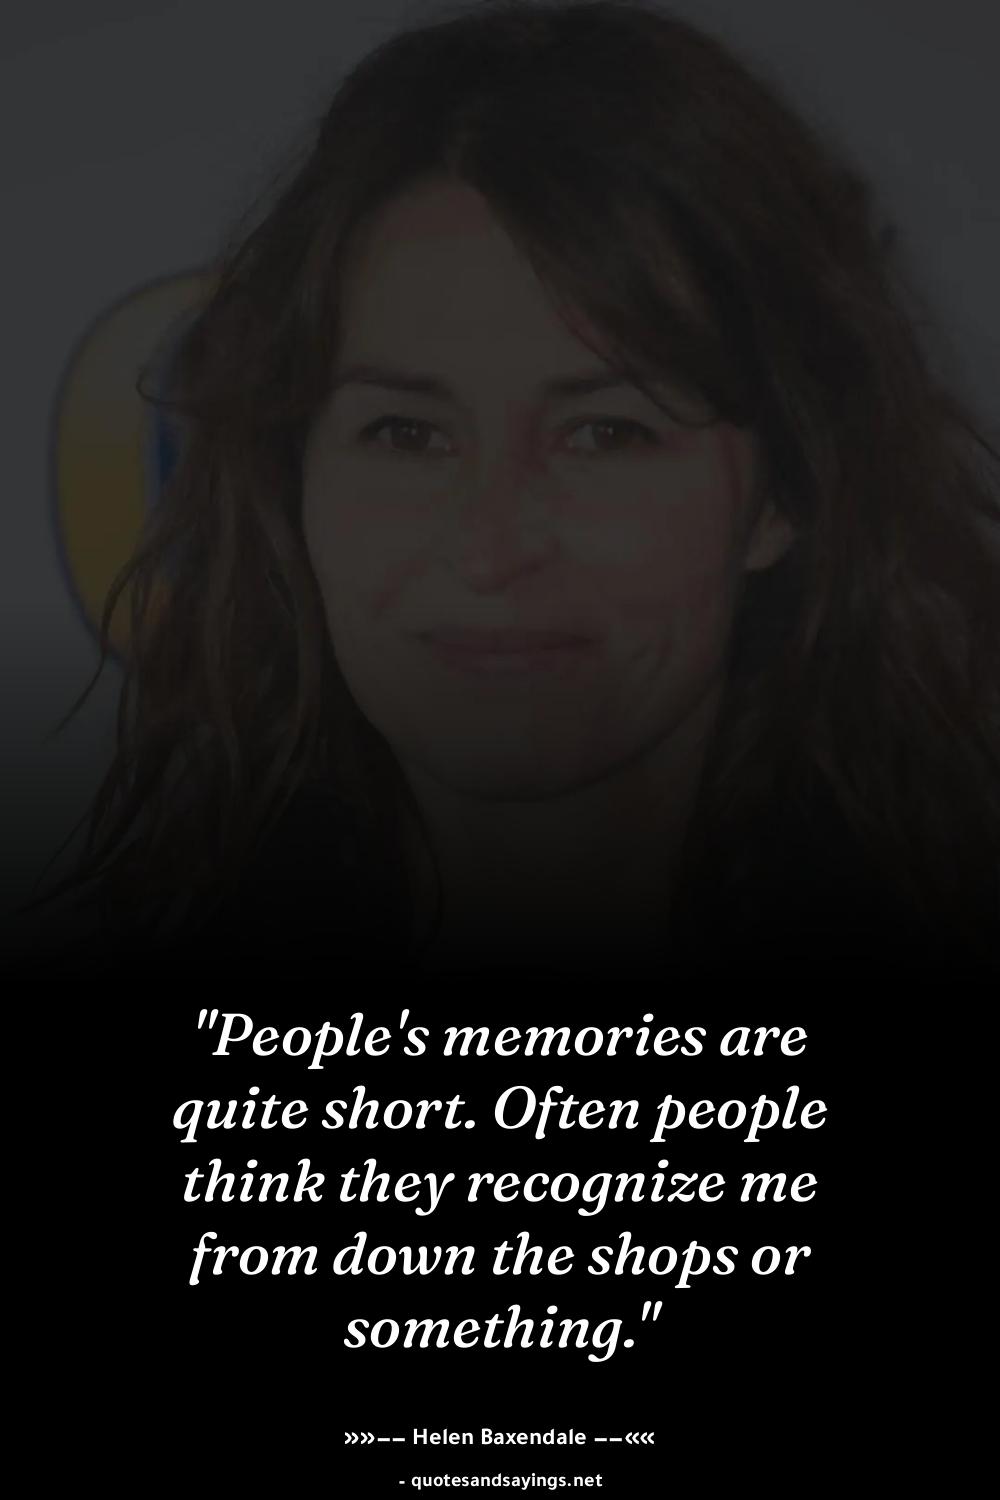 "People's memories are
quite short. Often people
think they recognize me
from down the shops or
something."
»»–– Helen Baxendale ––««
- quotesandsayings.net